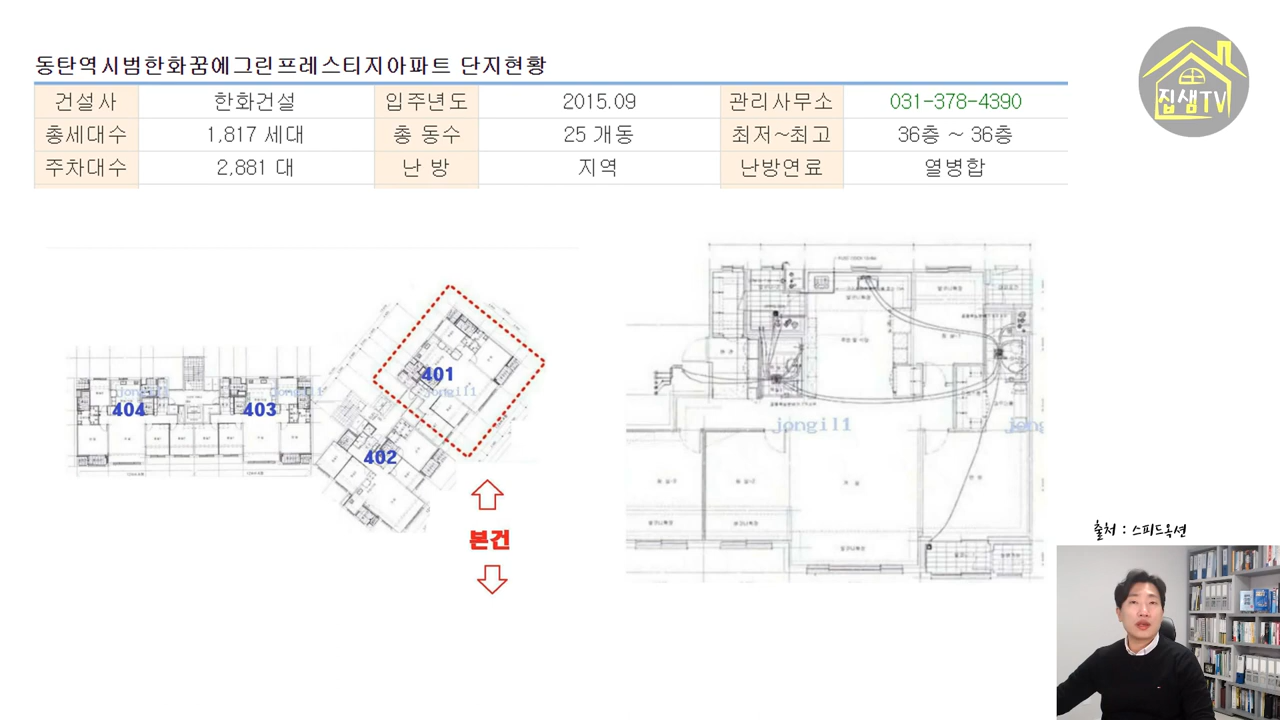 동탄역시범한화꿈에그린프레스티지아파트 단지현황
건설사 한화건설 입주년도 2015.09 관리사무소 031-378-4390
총세대수 1,817 세대 총 동수 25 개동 최저~최고 36층 ~ 36층
주차대수 2,881 대 난 방 지역 난방연료 열병합
집샘TV
401
jongil1
404
jongil1
403
402
본건
jongil1
jong
출처 : 스피드옥션